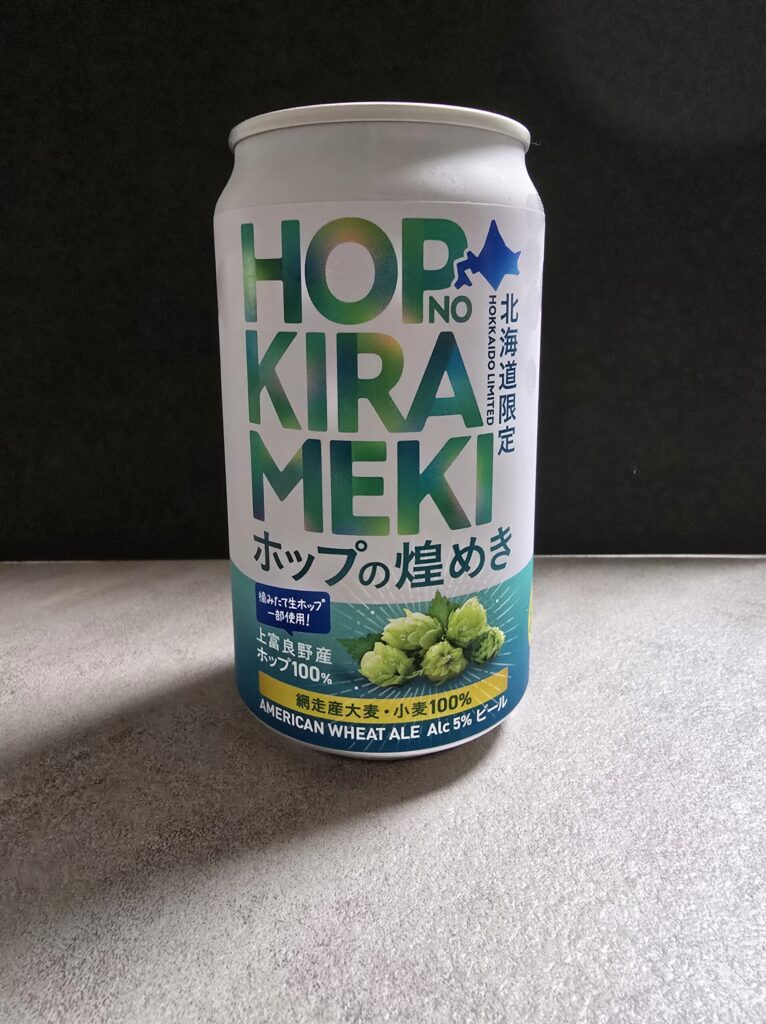 HOP
NO
KIRA
MEKI
北海道限定
HOKKAIDO LIMITED
ホップの煌めき
摘みたて生ホップ
一部使用!
上富良野産
ホップ100%
網走産大麦・小麦100%
AMERICAN WHEAT ALE Alc 5% ビール